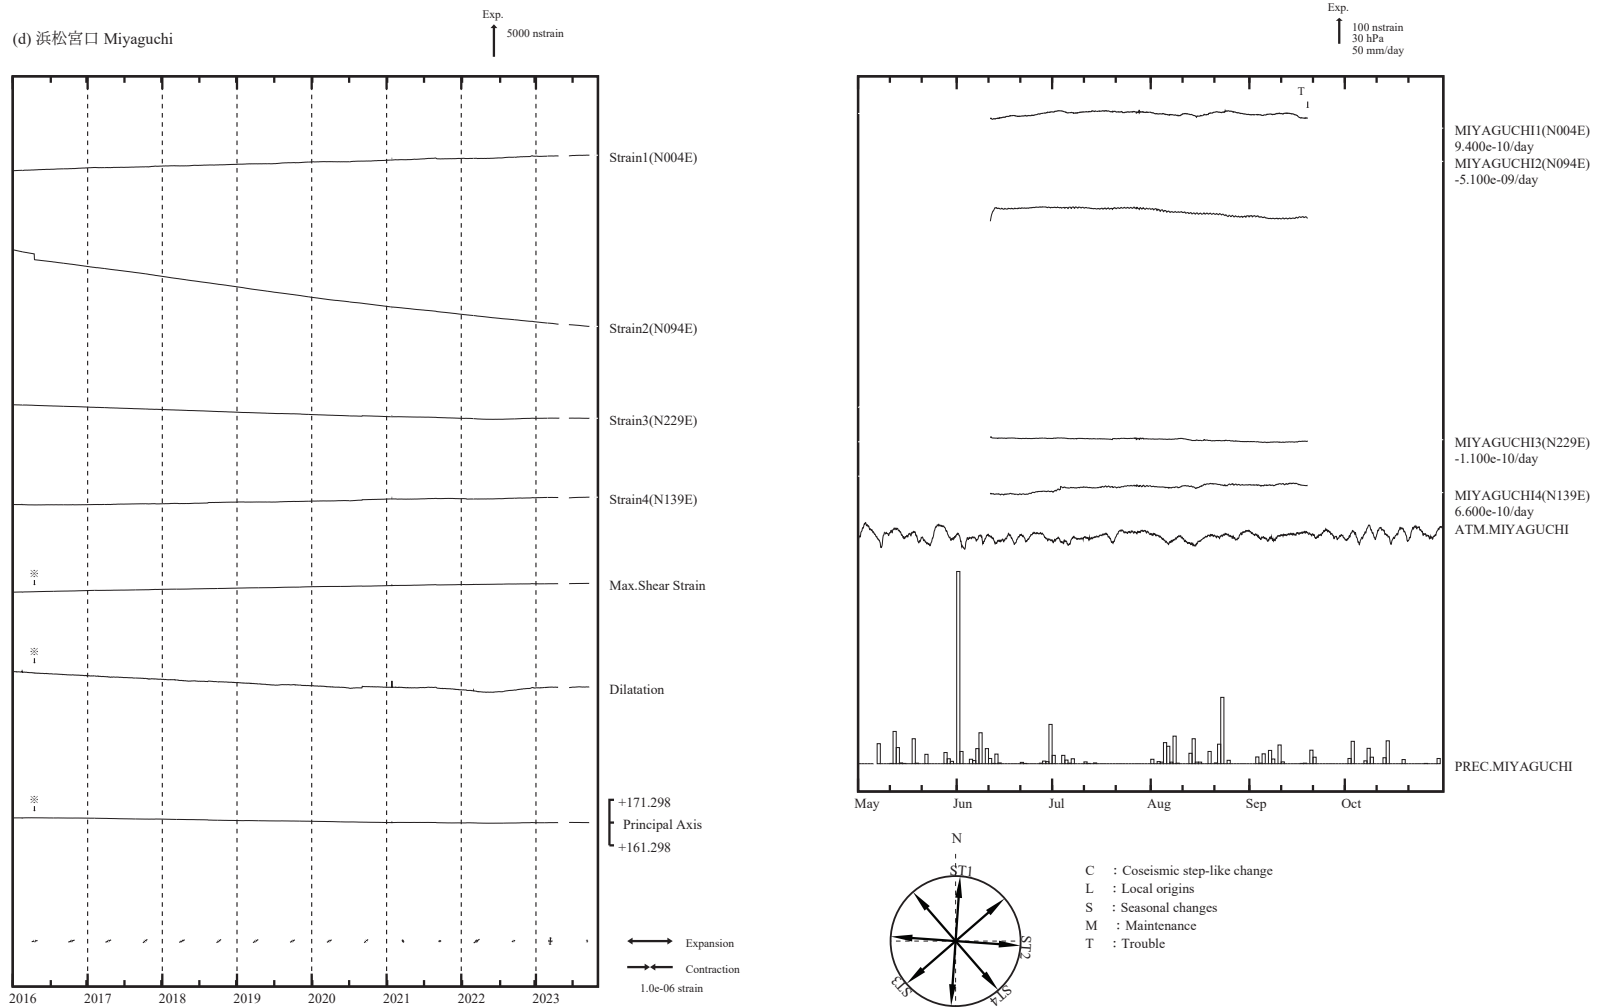 (d) 浜松宮口 Miyaguchi
Exp.
5000 nstrain
Strain1(N004E)
Strain2(N094E)
Strain3(N229E)
Strain4(N139E)
※
Max.Shear Strain
※
Dilatation
※
+171.298
Principal Axis
+161.298
Expansion
Contraction
1.0e-06 strain
2016 2017 2018 2019 2020 2021 2022 2023
Exp.
100 nstrain
30 hPa
50 mm/day
T
MIYAGUCHI1(N004E)
9.400e-10/day
MIYAGUCHI2(N094E)
-5.100e-09/day
MIYAGUCHI3(N229E)
-1.100e-10/day
MIYAGUCHI4(N139E)
6.600e-10/day
ATM.MIYAGUCHI
PREC.MIYAGUCHI
May Jun Jul Aug Sep Oct
N
ST1
ST2
ST3
ST4
C : Coseismic step-like change
L : Local origins
S : Seasonal changes
M : Maintenance
T : Trouble